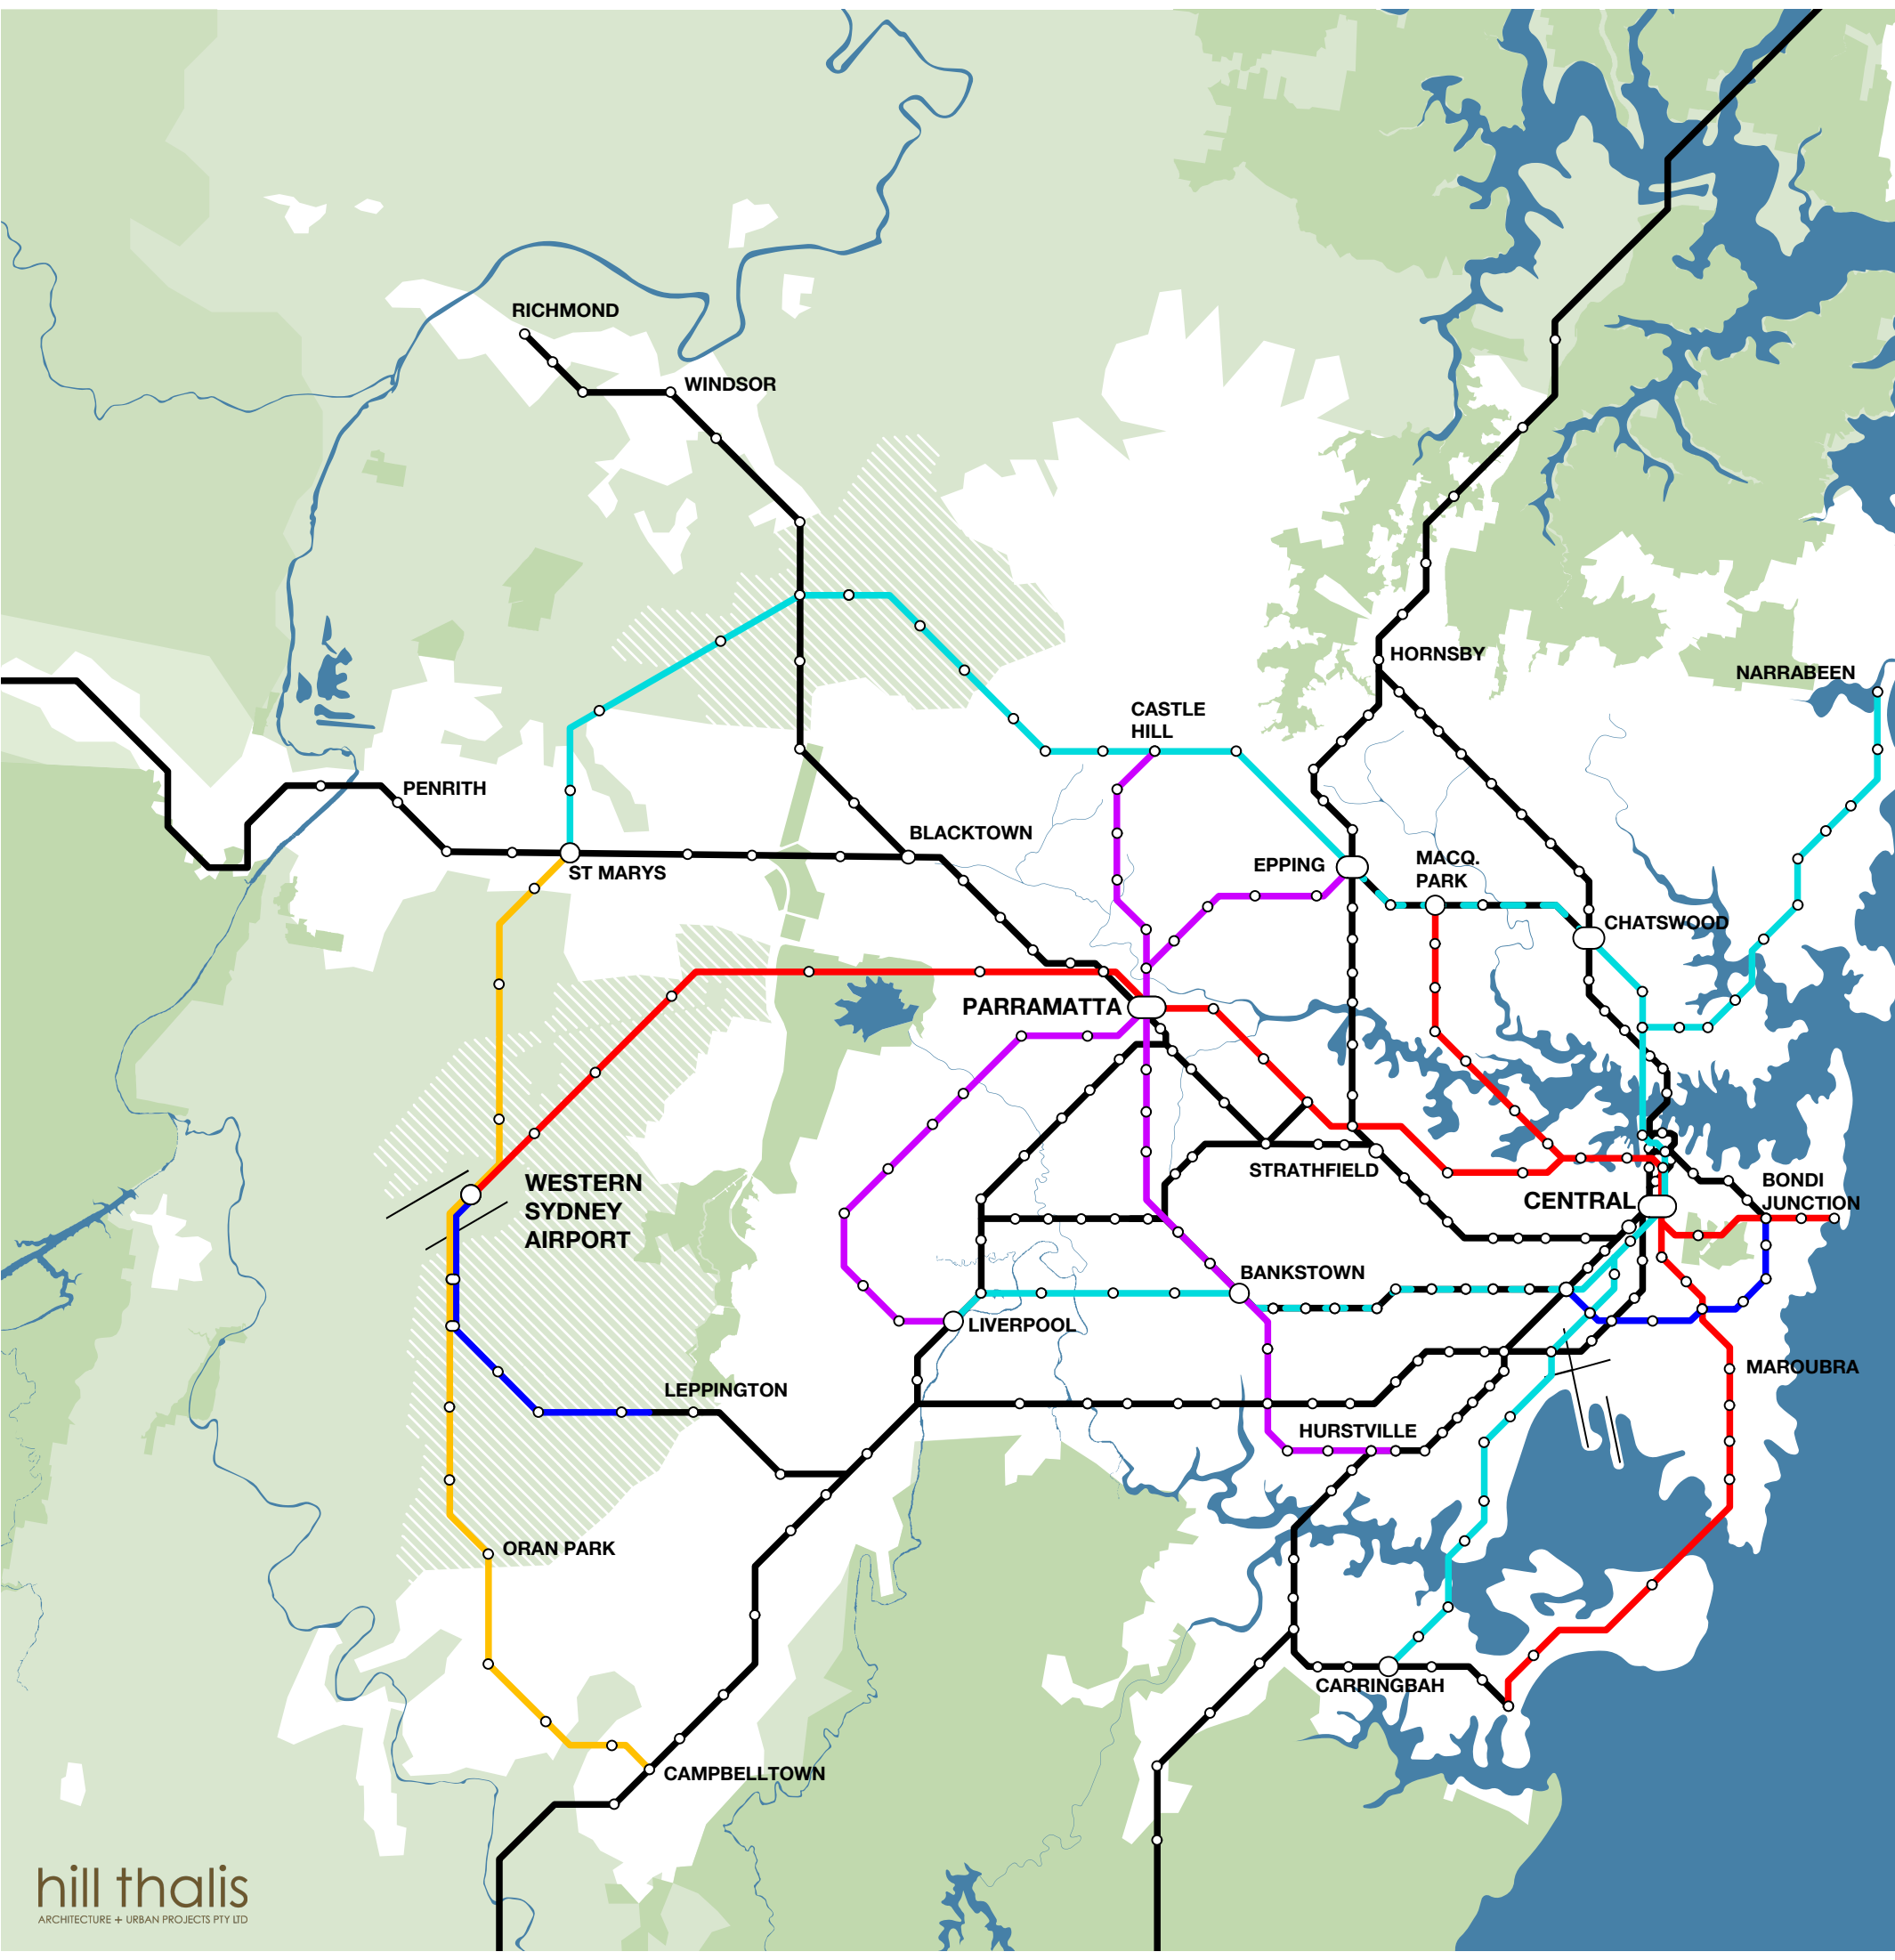 RICHMOND
WINDSOR
HORNSBY
NARRABEEN
CASTLE
HILL
PENRITH
BLACKTOWN
ST MARYS
EPPING
MACQ.
PARK
CHATSWOOD
PARRAMATTA
STRATHFIELD
WESTERN
SYDNEY
AIRPORT
CENTRAL
BONDI
JUNCTION
BANKSTOWN
LIVERPOOL
MAROUBRA
LEPPINGTON
HURSTVILLE
ORAN PARK
CARRINGBAH
CAMPBELLTOWN
hill thalis
ARCHITECTURE + URBAN PROJECTS PTY LTD